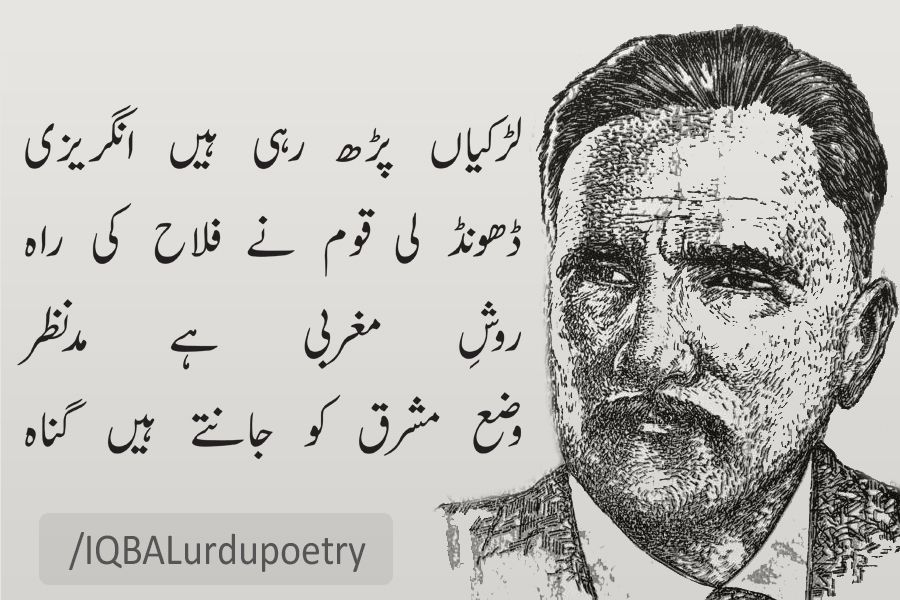 لڑکیاں پڑھ رہی ہیں انگریزی
ڈھونڈ لی قوم نے فلاح کی راہ
روشِ مغربی ہے مدنظر
وضع مشرق کو جانتے ہیں گناہ
/IQBALurdupoetry